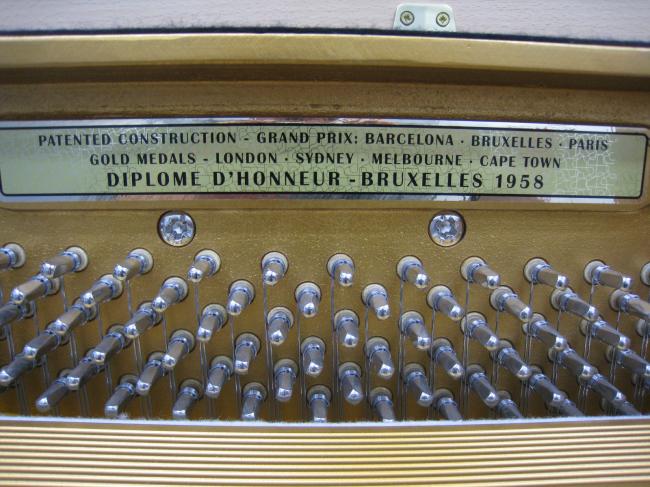 PATENTED CONSTRUCTION · GRAND PRIX: BARCELONA · BRUXELLES · PARIS
GOLD MEDALS - LONDON · SYDNEY · MELBOURNE · CAPE TOWN
DIPLOME D'HONNEUR - BRUXELLES 1958